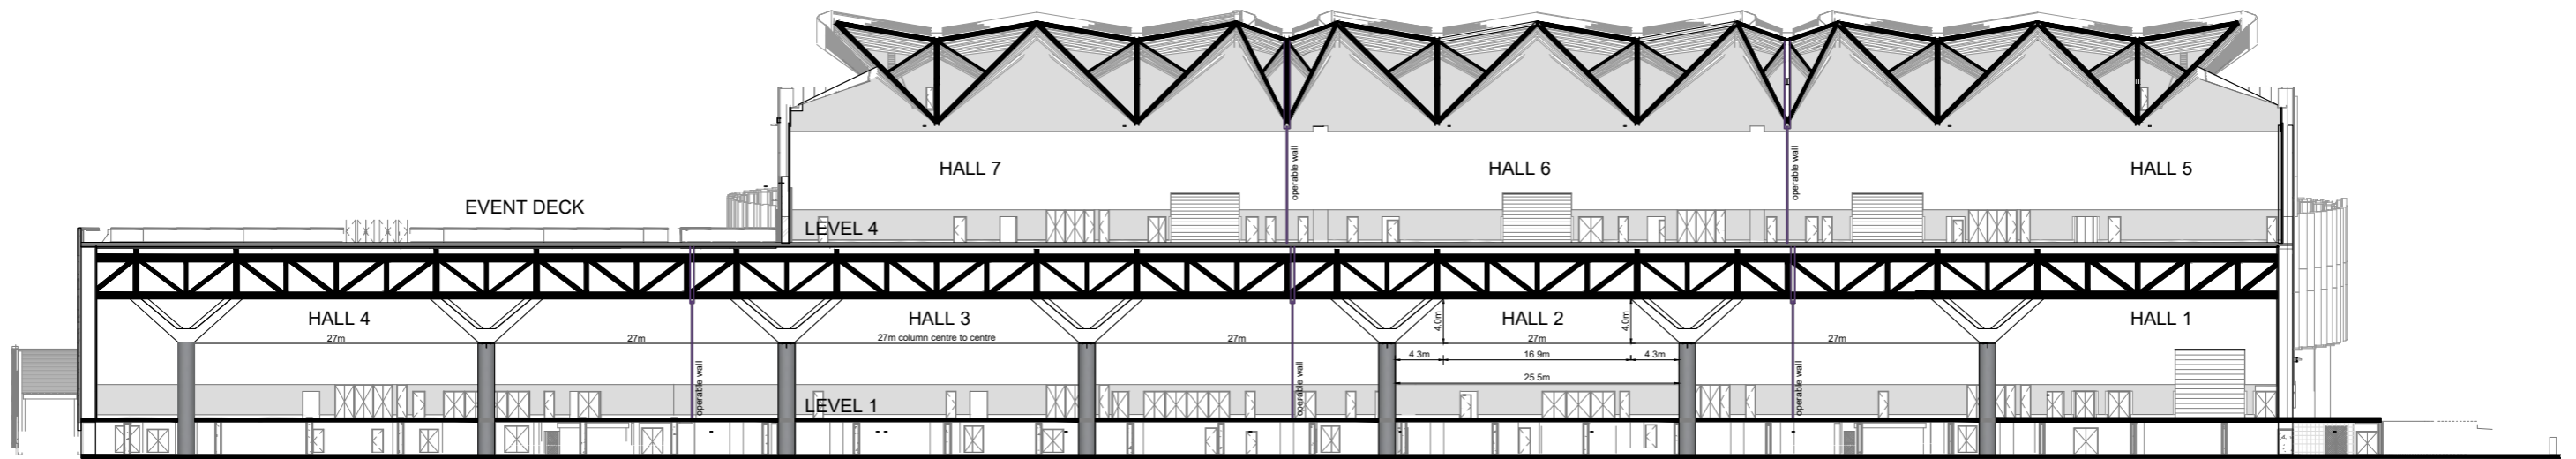 HALL 7
HALL 6
HALL 5
operable wall
operable wall
EVENT DECK
LEVEL 4
HALL 4
HALL 3
HALL 2
HALL 1
4.0m
4.0m
27m
27m
27m column centre to centre
27m
27m
27m
4.3m
16.9m
4.3m
25.5m
operable wall
operable wall
operable wall
LEVEL 1